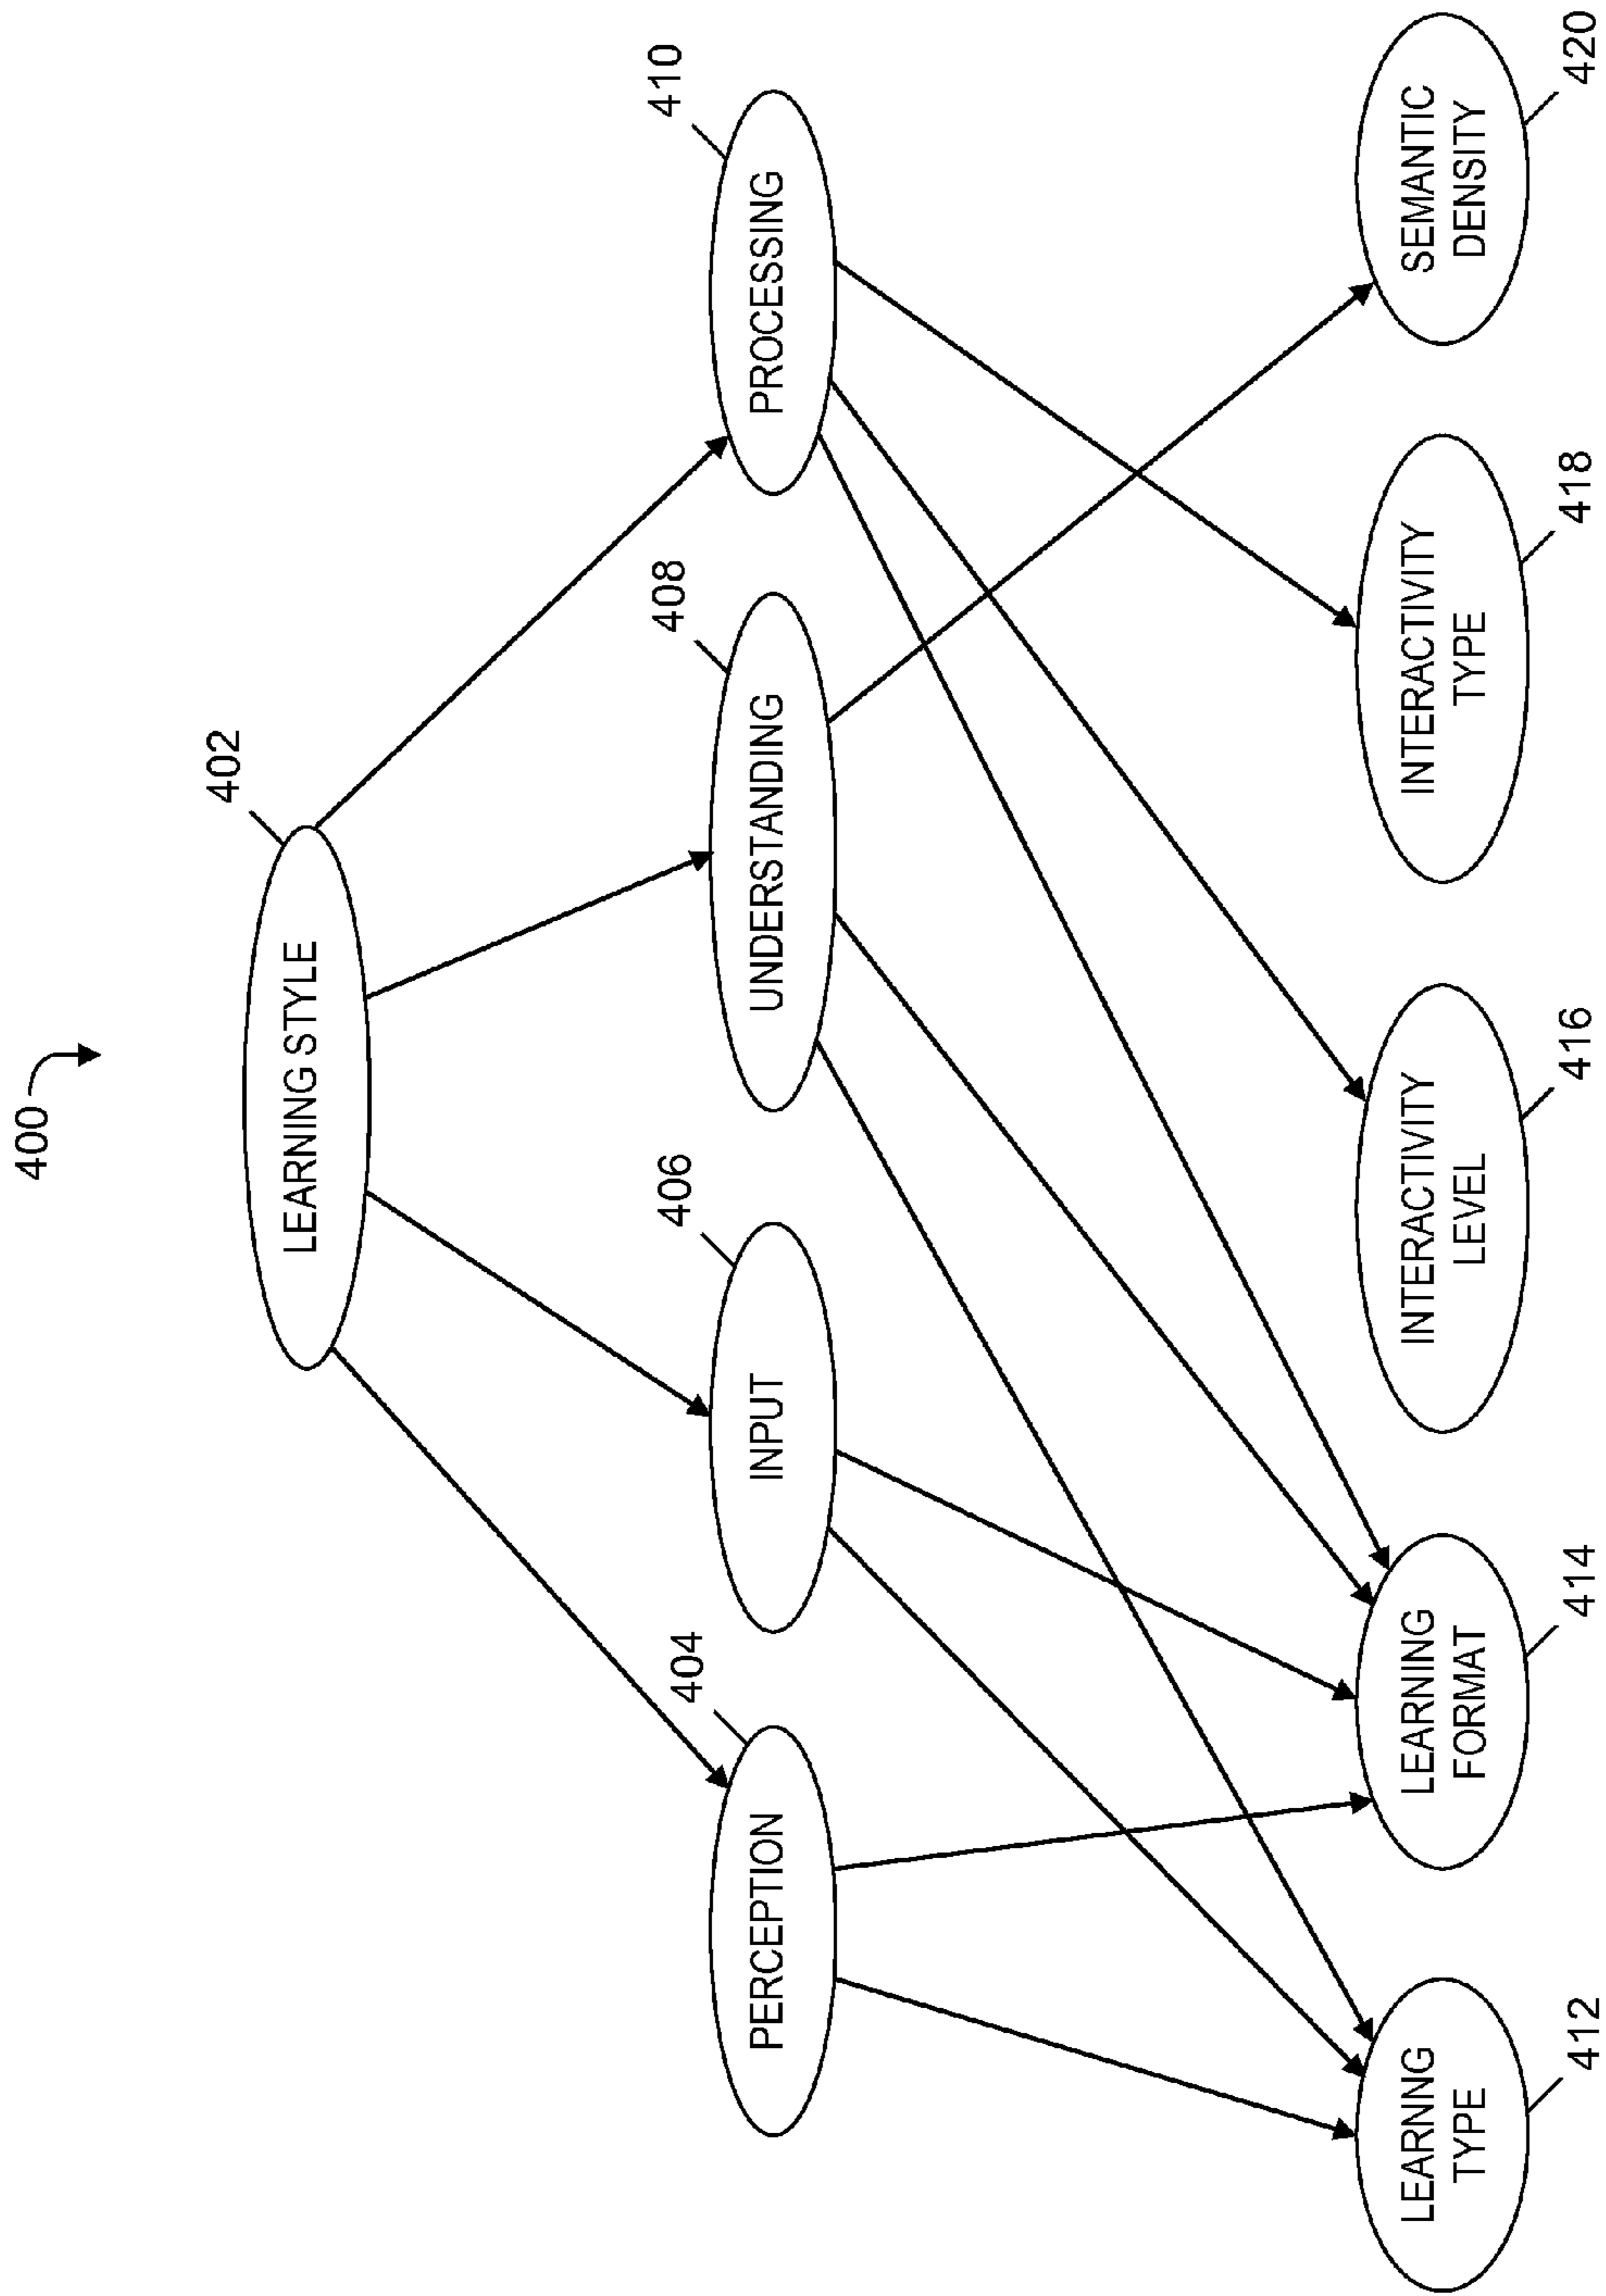 400
402
LEARNING STYLE
404
406
408
410
PERCEPTION
INPUT
UNDERSTANDING
PROCESSING
LEARNING
TYPE
LEARNING
FORMAT
INTERACTIVITY
LEVEL
INTERACTIVITY
TYPE
SEMANTIC
DENSITY
412
414
416
418
420